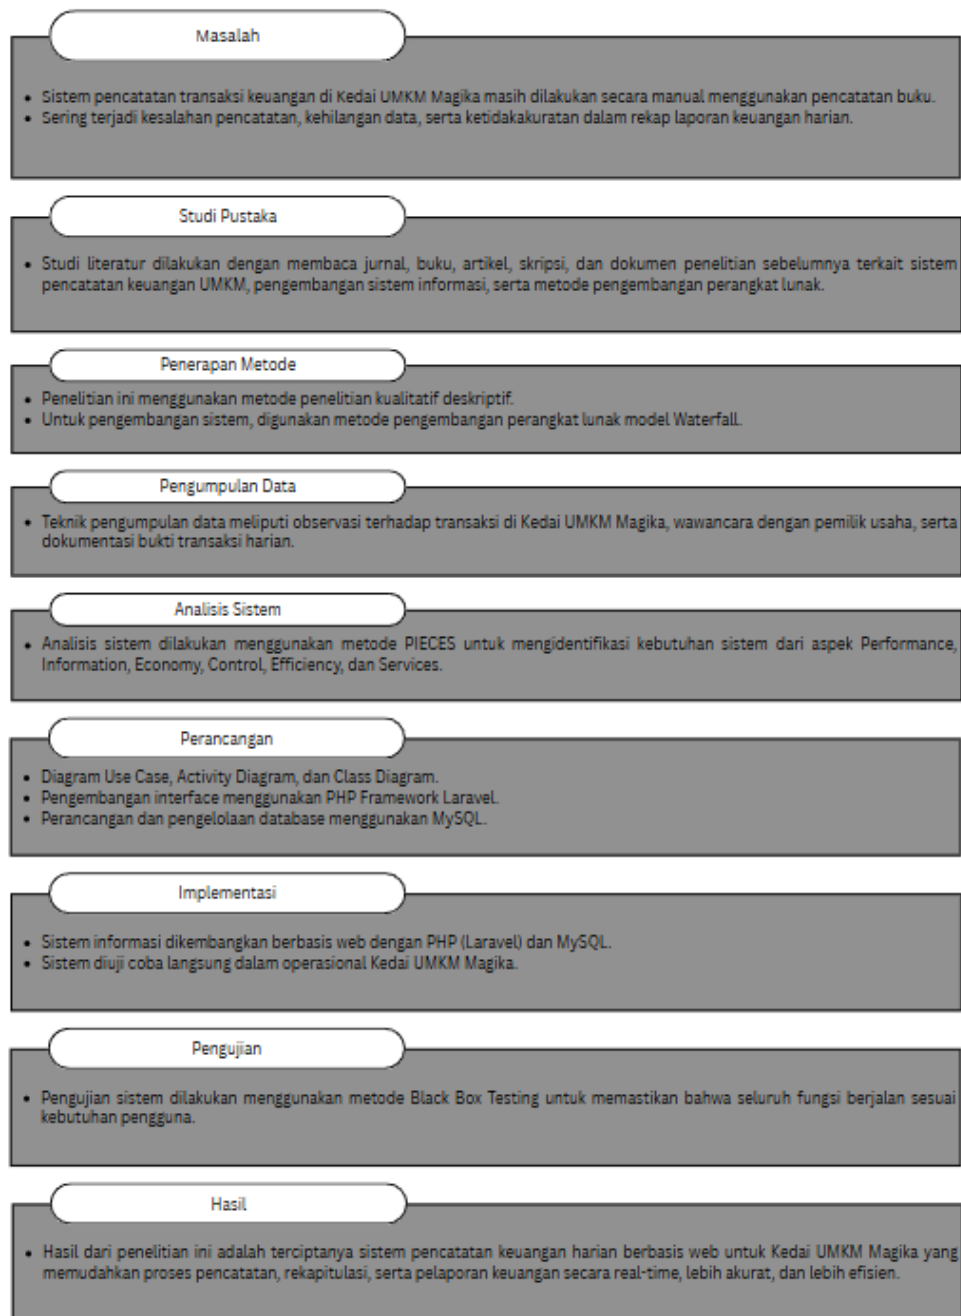 Masalah
• Sistem pencatatan transaksi keuangan di Kedai UMKM Magika masih dilakukan secara manual menggunakan pencatatan buku.
• Sering terjadi kesalahan pencatatan, kehilangan data, serta ketidakakuratan dalam rekap laporan keuangan harian.
Studi Pustaka
• Studi literatur dilakukan dengan membaca jurnal, buku, artikel, skripsi, dan dokumen penelitian sebelumnya terkait sistem
pencatatan keuangan UMKM, pengembangan sistem informasi, serta metode pengembangan perangkat lunak.
Penerapan Metode
• Penelitian ini menggunakan metode penelitian kualitatif deskriptif.
• Untuk pengembangan sistem, digunakan metode pengembangan perangkat lunak model Waterfall.
Pengumpulan Data
• Teknik pengumpulan data meliputi observasi terhadap transaksi di Kedai UMKM Magika, wawancara dengan pemilik usaha, serta
dokumentasi bukti transaksi harian.
Analisis Sistem
• Analisis sistem dilakukan menggunakan metode PIECES untuk mengidentifikasi kebutuhan sistem dari aspek Performance,
Information, Economy, Control, Efficiency, dan Services.
Perancangan
• Diagram Use Case, Activity Diagram, dan Class Diagram.
• Pengembangan interface menggunakan PHP Framework Laravel.
• Perancangan dan pengelolaan database menggunakan MySQL.
Implementasi
• Sistem informasi dikembangkan berbasis web dengan PHP (Laravel) dan MySQL.
• Sistem diuji coba langsung dalam operasional Kedai UMKM Magika.
Pengujian
• Pengujian sistem dilakukan menggunakan metode Black Box Testing untuk memastikan bahwa seluruh fungsi berjalan sesuai
kebutuhan pengguna.
Hasil
• Hasil dari penelitian ini adalah terciptanya sistem pencatatan keuangan harian berbasis web untuk Kedai UMKM Magika yang
memudahkan proses pencatatan, rekapitulasi, serta pelaporan keuangan secara real-time, lebih akurat, dan lebih efisien.